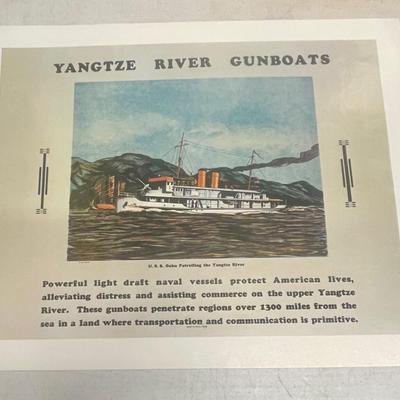 YANGTZE RIVER GUNBOATS
U.S.S. Oahu Patrolling the Yangtze River
Powerful light draft naval vessels protect American lives,
alleviating distress and assisting commerce on the upper Yangtze
River. These gunboats penetrate regions over 1300 miles from the
sea in a land where transportation and communication is primitive.